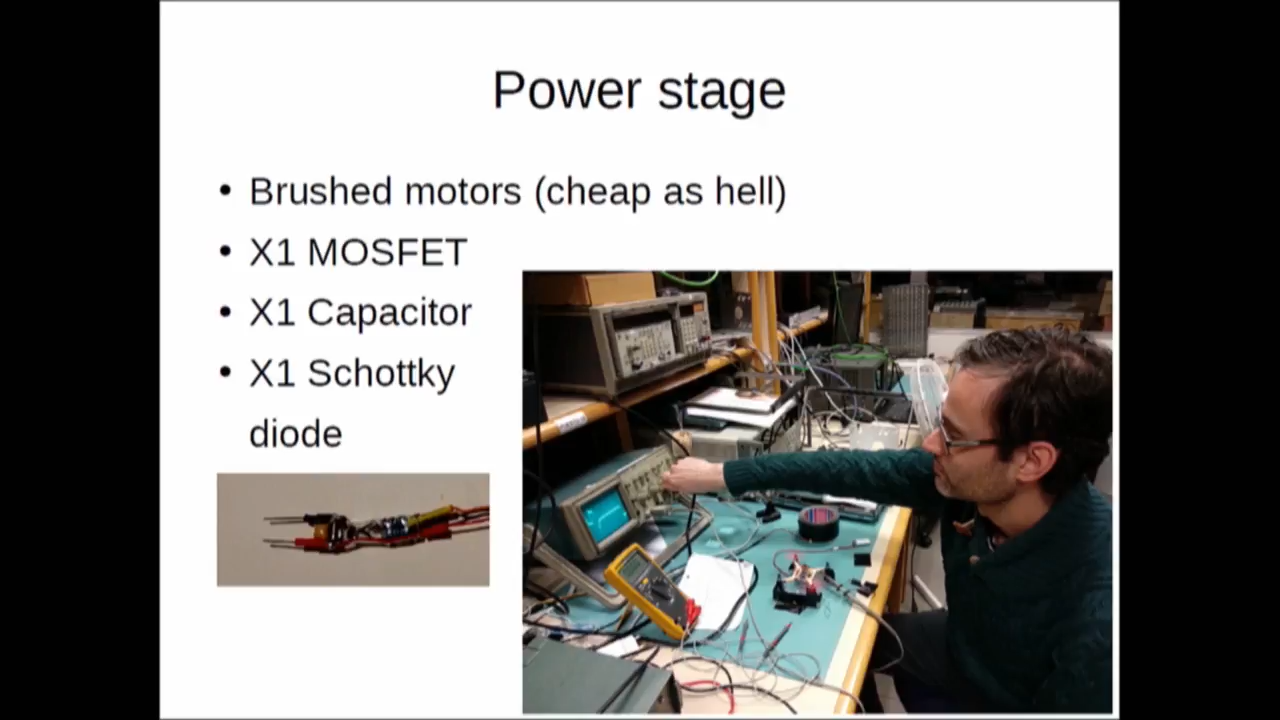 Power stage
• Brushed motors (cheap as hell)
• X1 MOSFET
• X1 Capacitor
• X1 Schottky
diode